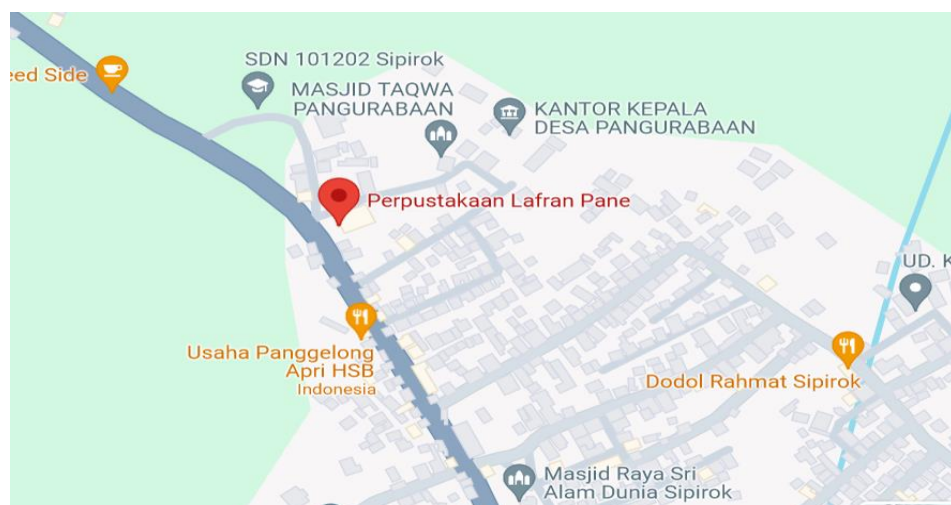 SDN 101202 Sipirok
eed Side
MASJID TAQWA
PANGURABAAN
KANTOR KEPALA
DESA PANGURABAAN
Perpustakaan Lafran Pane
UD. K
Usaha Panggelong
Apri HSB
Indonesia
Dodol Rahmat Sipirok
Masjid Raya Sri
Alam Dunia Sipirok